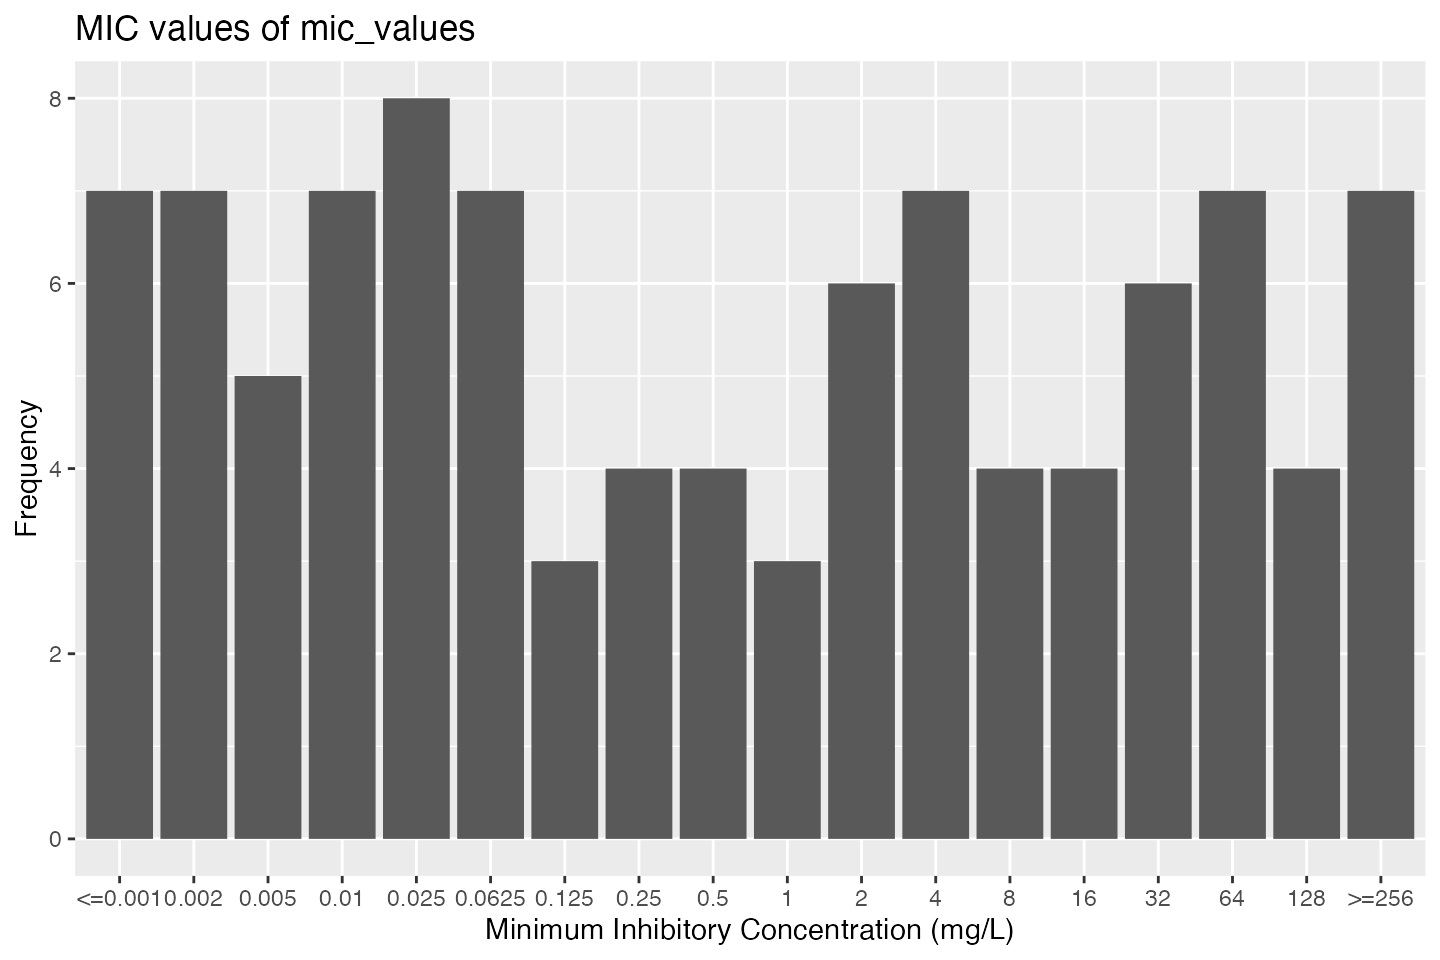 MIC values of mic_values
8
6
4
2
0
Frequency
<=0.001 0.002 0.005 0.01 0.025 0.0625 0.125 0.25 0.5 1 2 4 8 16 32 64 128 >=256
Minimum Inhibitory Concentration (mg/L)